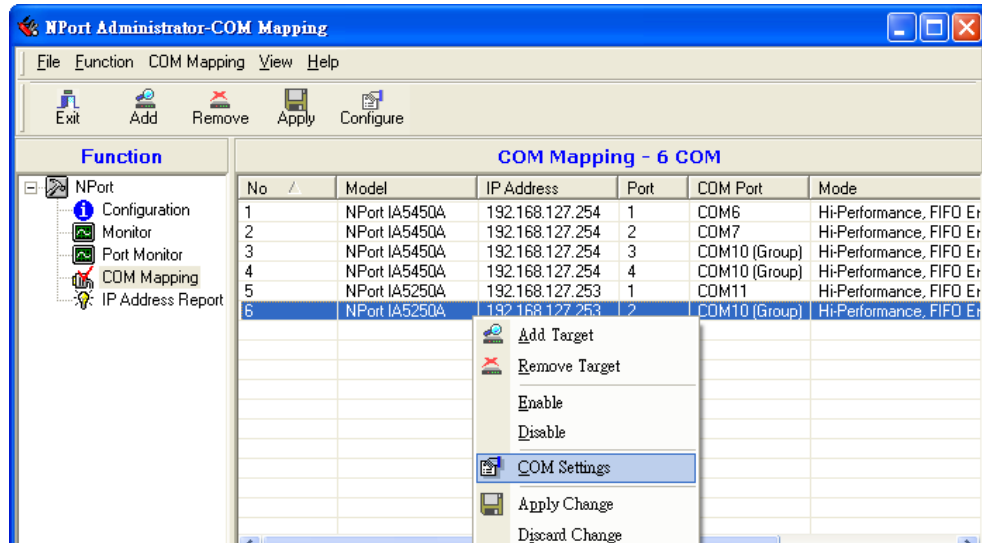 NPort Administrator-COM Mapping
File Function COM Mapping View Help
Exit Add Remove Apply Configure
Function
COM Mapping - 6 COM
NPort
Configuration
Monitor
Port Monitor
COM Mapping
IP Address Report
No Model IP Address Port COM Port Mode
1 NPort IA5450A 192.168.127.254 1 COM6 Hi-Performance, FIFO
2 NPort IA5450A 192.168.127.254 2 COM7 Hi-Performance, FIFO
3 NPort IA5450A 192.168.127.254 3 COM10 (Group) Hi-Performance, FIFO
4 NPort IA5450A 192.168.127.254 4 COM10 (Group) Hi-Performance, FIFO
5 NPort IA5250A 192.168.127.253 1 COM11 Hi-Performance, FIFO
6 NPort IA5250A 192.168.127.253 2 COM10 (Group) Hi-Performance, FIFO
Add Target
Remove Target
Enable
Disable
COM Settings
Apply Change
Discard Change